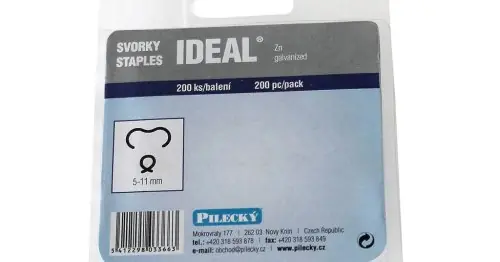 SVORKY
STAPLES
IDEAL®
Zn
galvanized
200 ks/balení 200 pc/pack
5-11 mm
PILECKÝ
Mokrovraty 177 | 262 03 Nový Knín | Czech Republic
tel.: +420 318 593 878 | fax: +420 318 593 849
e-mail: obchod@pilecky.cz | www.pilecky.cz
5412298033663